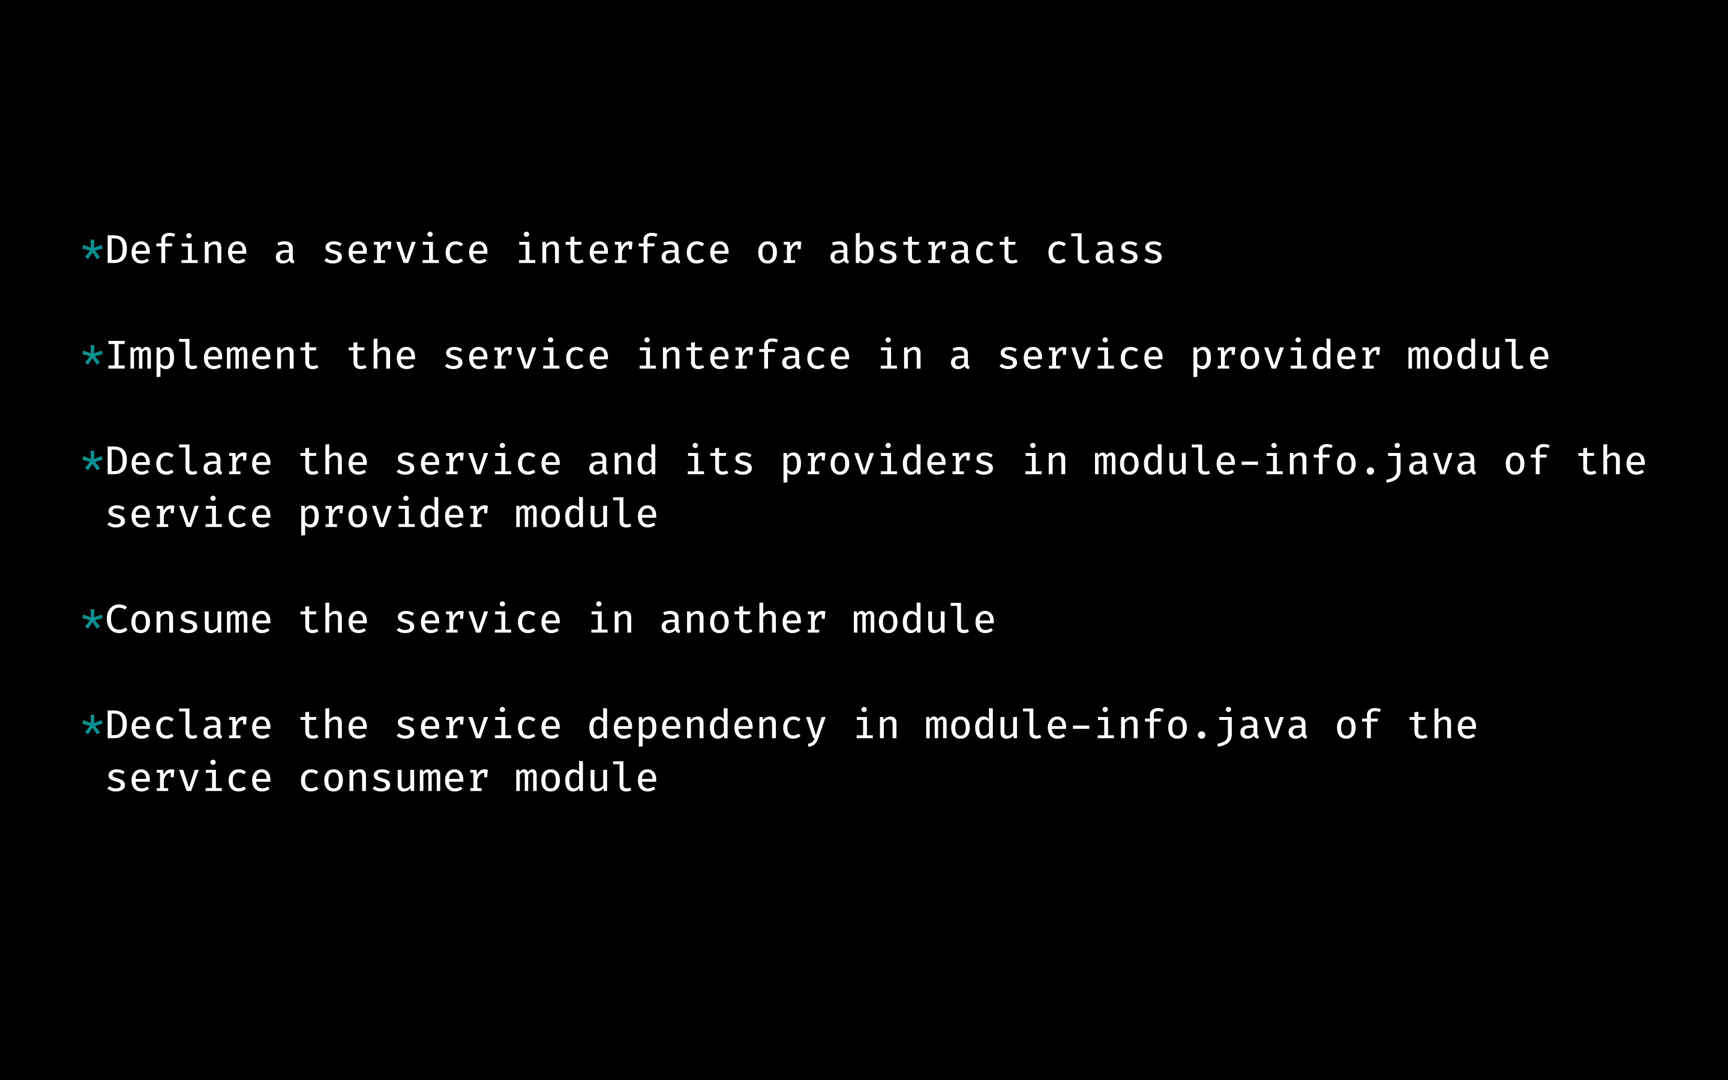 *Define a service interface or abstract class
*Implement the service interface in a service provider module
*Declare the service and its providers in module-info.java of the
service provider module
*Consume the service in another module
*Declare the service dependency in module-info.java of the
service consumer module